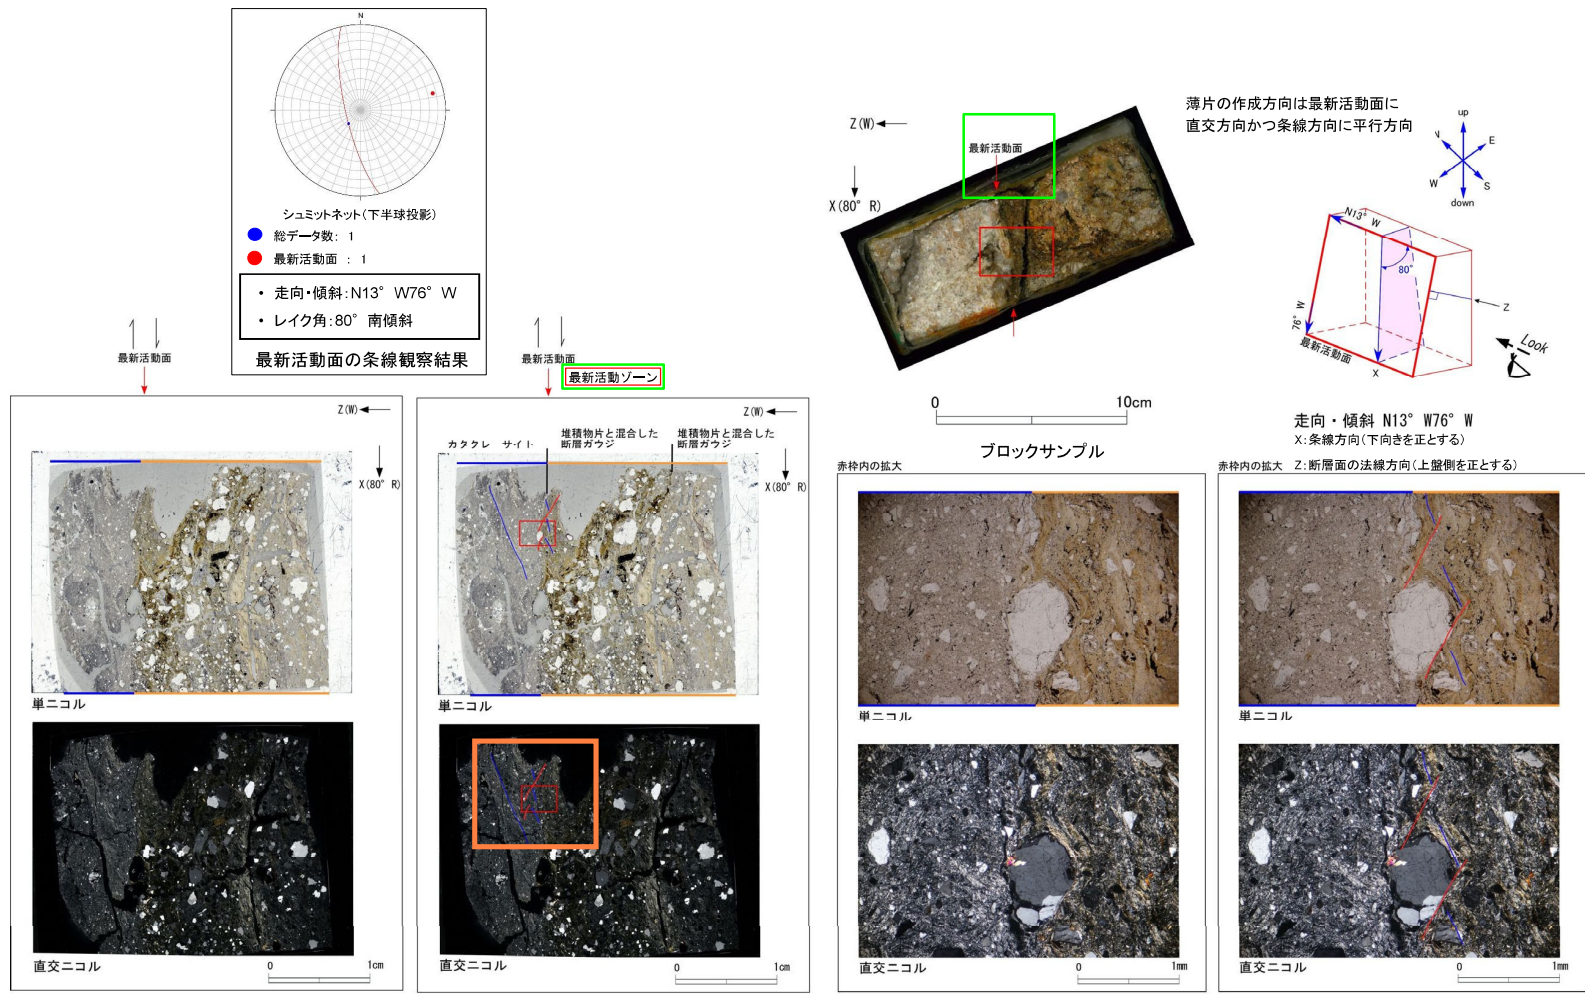 N
シュミットネット(下半球投影)
総データ数: 1
最新活動面 : 1
・ 走向・傾斜:N13° W76° W
・ レイク角:80° 南傾斜
最新活動面の条線観察結果
最新活動面
Z(W)
X(80° R)
単ニコル
直交ニコル
0 1cm
最新活動面
最新活動ゾーン
Z(W)
カタクレ サイト
堆積物片と混合した
断層ガウジ
堆積物片と混合した
断層ガウジ
X(80° R)
単ニコル
直交ニコル
0 1cm
Z(W)
X(80° R)
最新活動面
0 10cm
ブロックサンプル
薄片の作成方向は最新活動面に
直交方向かつ条線方向に平行方向
up
N
E
W
S
down
N13° W
80°
76° W
Z
X
最新活動面
Look
走向・傾斜 N13° W76° W
X:条線方向(下向きを正とする)
Z:断層面の法線方向(上盤側を正とする)
赤枠内の拡大
単ニコル
直交ニコル
0 1mm
赤枠内の拡大
単ニコル
直交ニコル
0 1mm